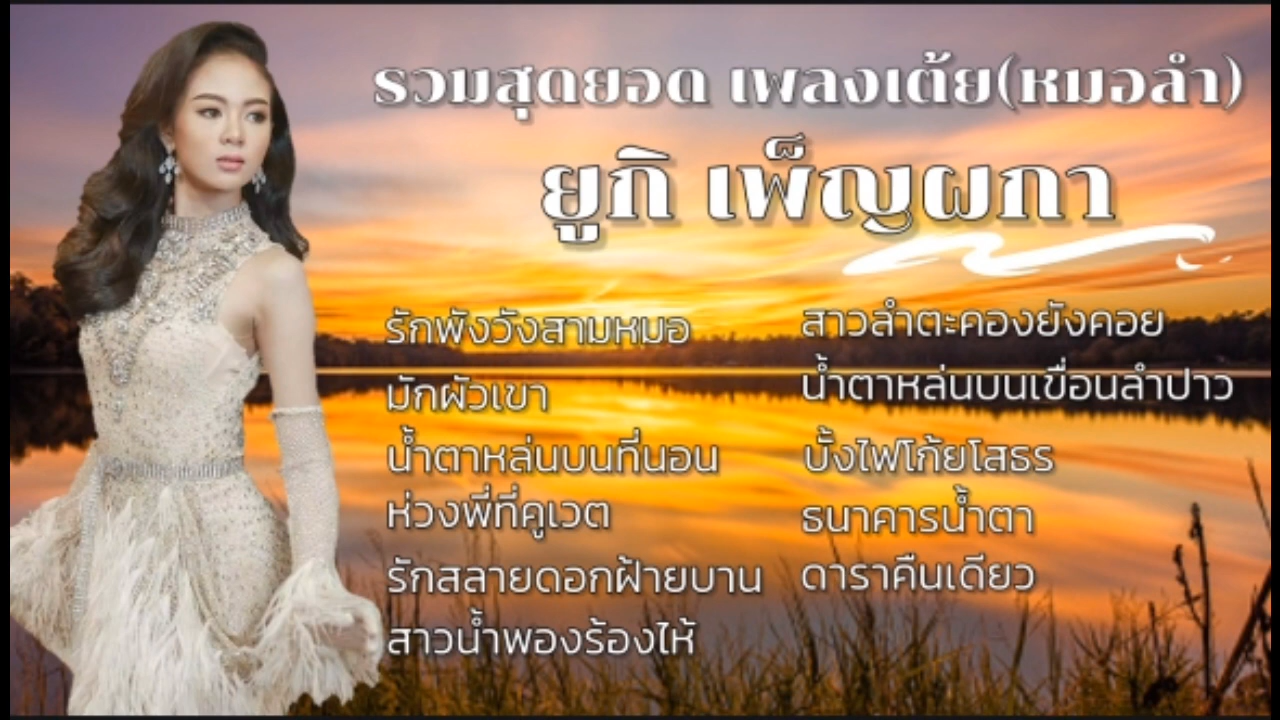 รวมสุดยอด เพลงเต้ย(หมอลำ)
ยูกิ เพ็ญผกา
รักพังวังสามหมอ
มักผัวเขา
น้ำตาหล่นบนที่นอน
ห่วงพี่ที่คูเวต
รักสลายดอกฝ้ายบาน
สาวน้ำพองร้องไห้
สาวลำตะคองยังคอย
น้ำตาหล่นบนเขื่อนลำปาว
บั้งไฟโก้ยโสธร
ธนาคารน้ำตา
ดาราคืนเดียว